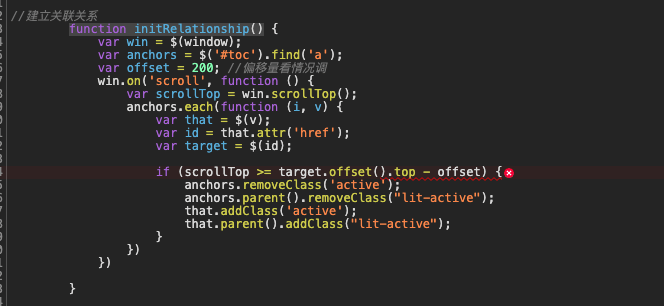 //建立关联关系
function initRelationship() {
var win = $(window);
var anchors = $('#toc').find('a');
var offset = 200; //偏移量看情况调
win.on('scroll', function () {
var scrollTop = win.scrollTop();
anchors.each(function (i, v) {
var that = $(v);
var id = that.attr('href');
var target = $(id);
if (scrollTop >= target.offset().top - offset) {
anchors.removeClass('active');
anchors.parent().removeClass("lit-active");
that.addClass('active');
that.parent().addClass("lit-active");
}
})
})
}